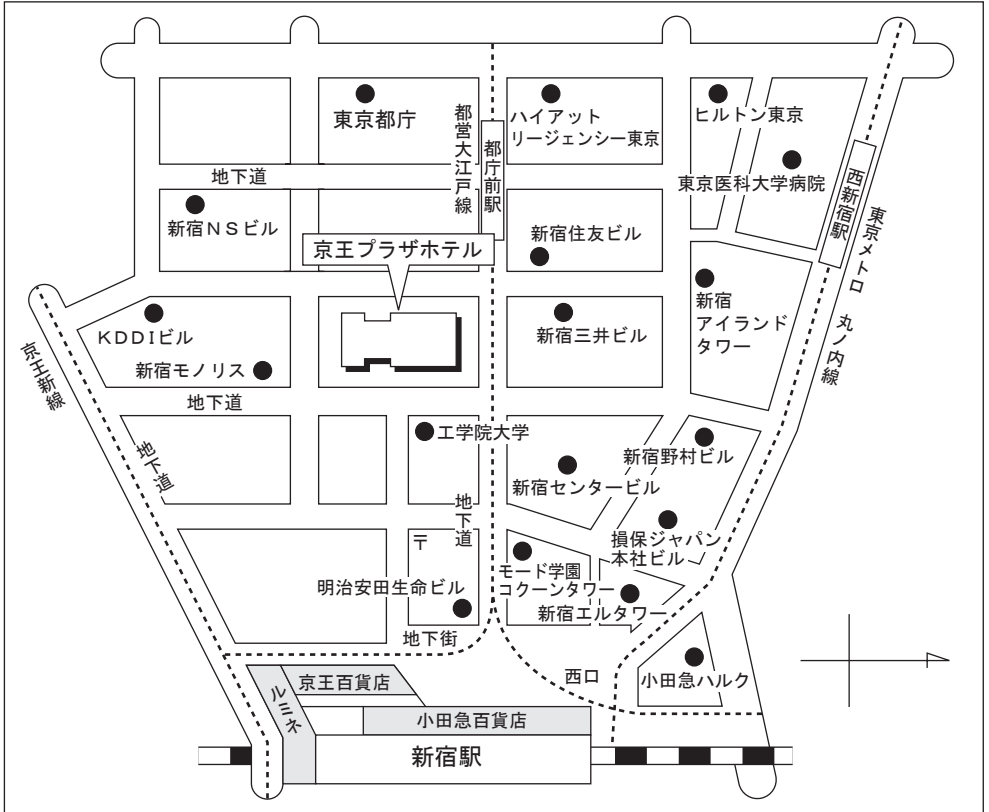 東京都庁
都営大江戸線
都庁前駅
ハイアット
リージェンシー東京
ヒルトン東京
東京医科大学病院
西新宿駅
東京メトロ 丸ノ内線
地下道
新宿NSビル
京王プラザホテル
新宿住友ビル
新宿
アイランド
タワー
KDDIビル
新宿モノリス
新宿三井ビル
京王新線
地下道
地下道
工学院大学
新宿野村ビル
新宿センタービル
地下道
〒
損保ジャパン
本社ビル
モード学園
コクーンタワー
明治安田生命ビル
新宿エルタワー
地下街
西口
小田急ハルク
京王百貨店
ルミネ
小田急百貨店
新宿駅